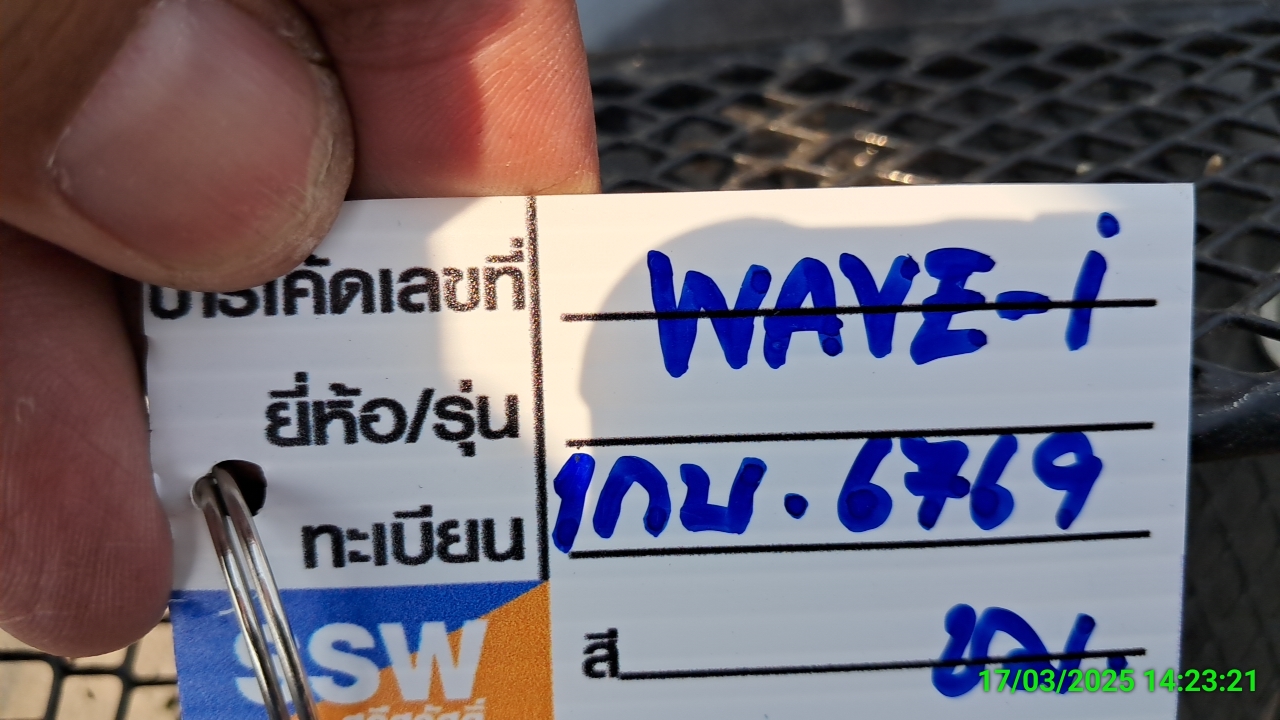 บาร์โค้ดเลขที่
WAVE-i
ยี่ห้อ/รุ่น
ทะเบียน 1กบ.6769
SSW
สี
17/03/2025 14:23:21